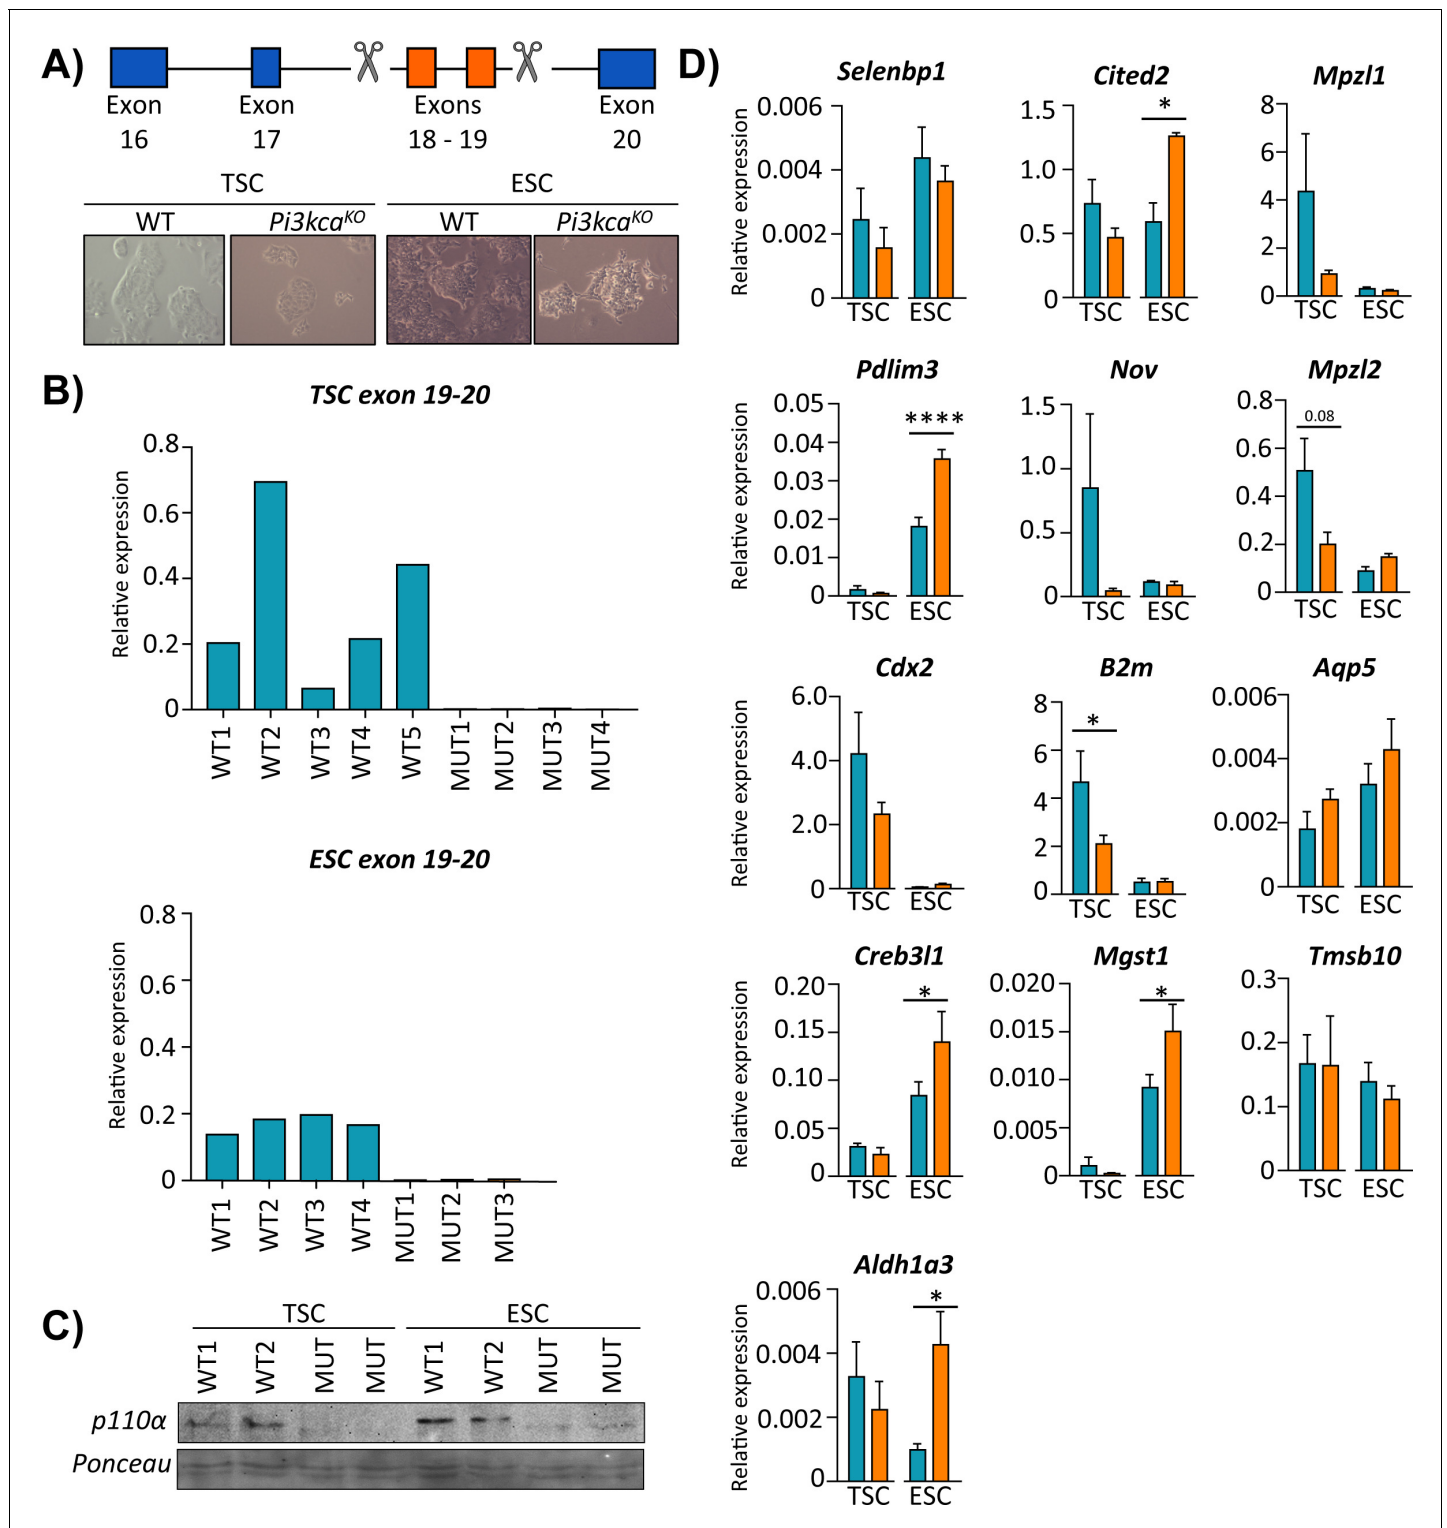 A)
Exon 16
Exon 17
Exons 18 - 19
Exon 20
TSC
ESC
WT
Pi3kca^KO
WT
Pi3kca^KO
B)
TSC exon 19-20
Relative expression
0.8
0.6
0.4
0.2
0
WT1
WT2
WT3
WT4
WT5
MUT1
MUT2
MUT3
MUT4
ESC exon 19-20
Relative expression
0.8
0.6
0.4
0.2
0
WT1
WT2
WT3
WT4
MUT1
MUT2
MUT3
C)
TSC
ESC
WT1
WT2
MUT
MUT
WT1
WT2
MUT
MUT
p110α
Ponceau
D)
Selenbp1
Relative expression
0.006
0.004
0.002
0
TSC
ESC
Cited2
1.5
1.0
0.5
0
*
TSC
ESC
Mpzl1
8
6
4
2
0
TSC
ESC
Pdlim3
Relative expression
0.05
0.04
0.03
0.02
0.01
0
****
TSC
ESC
Nov
1.5
1.0
0.5
0
TSC
ESC
Mpzl2
0.8
0.6
0.4
0.2
0
0.08
TSC
ESC
Cdx2
Relative expression
6.0
4.0
2.0
0
TSC
ESC
B2m
8
6
4
2
0
*
TSC
ESC
Aqp5
0.006
0.004
0.002
0
TSC
ESC
Creb3l1
Relative expression
0.20
0.15
0.10
0.05
0
*
TSC
ESC
Mgst1
0.020
0.015
0.010
0.005
0
*
TSC
ESC
Tmsb10
0.3
0.2
0.1
0
TSC
ESC
Aldh1a3
Relative expression
0.006
0.004
0.002
0
*
TSC
ESC